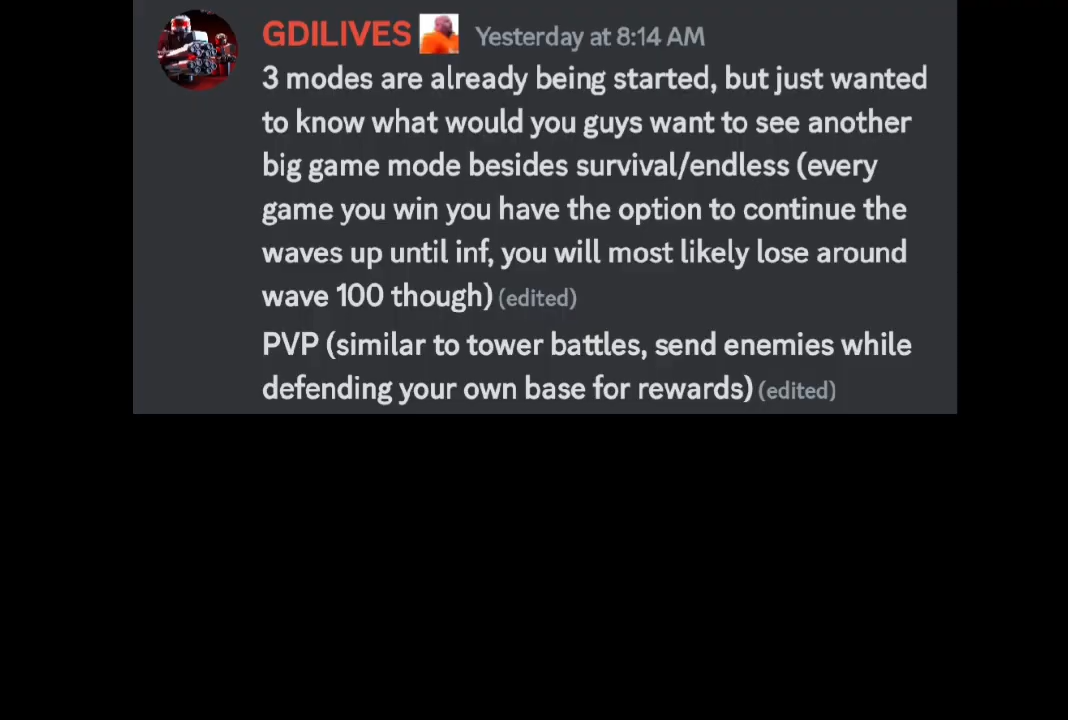 GDILIVES Yesterday at 8:14 AM
3 modes are already being started, but just wanted
to know what would you guys want to see another
big game mode besides survival/endless (every
game you win you have the option to continue the
waves up until inf, you will most likely lose around
wave 100 though) (edited)
PVP (similar to tower battles, send enemies while
defending your own base for rewards) (edited)